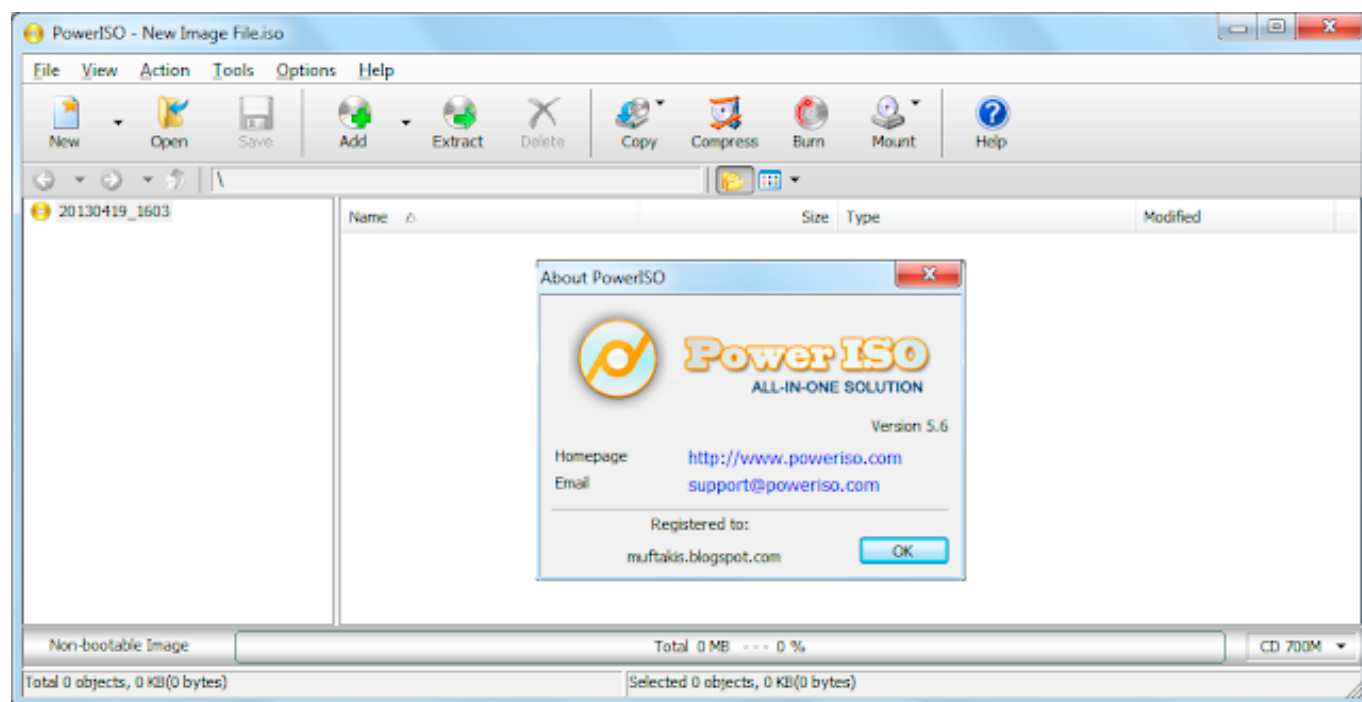 PowerISO - New Image File.iso
File View Action Tools Options Help
New Open Save Add Extract Delete Copy Compress Burn Mount Help
\
20130419_1603
Name Size Type Modified
About PowerISO
Power ISO
ALL-IN-ONE SOLUTION
Version 5.6
Homepage http://www.poweriso.com
Email support@poweriso.com
Registered to:
muftakis.blogspot.com
OK
Non-bootable Image Total 0 MB --- 0 % CD 700M
Total 0 objects, 0 KB(0 bytes) Selected 0 objects, 0 KB(0 bytes)